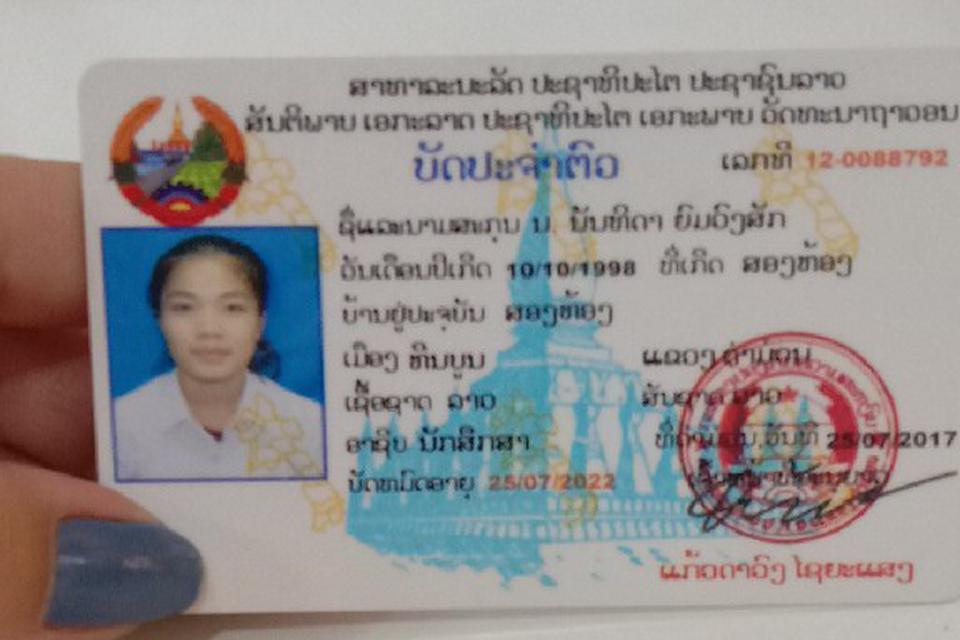 ສາທາລະນະລັດ ປະຊາທິປະໄຕ ປະຊາຊົນລາວ
ສັນຕິພາບ ເອກະລາດ ປະຊາທິປະໄຕ ເອກະພາບ ວັດທະນາຖາວອນ
ບັດປະຈຳຕົວ ເລກທີ 12-0088792
ຊື່ແລະນາມສະກຸນ ນ. ນັນທິດາ ຍົມວົງສັກ
ວັນເດືອນປີເກີດ 10/10/1998 ທີ່ເກີດ ສອງຫ້ອງ
ບ້ານຢູ່ປະຈຸບັນ ສອງຫ້ອງ
ເມືອງ ຫີນບູນ ແຂວງ ຄຳມ່ວນ
ເຊື້ອຊາດ ລາວ ສັນຊາດ ລາວ
ອາຊີບ ນັກສຶກສາ ທີ່ຄຳມ່ວນ,ວັນທີ 25/07/2017
ບັດຫມົດອາຍຸ 25/07/2022
ແກ້ວດາວົງ ໄຊຍະແສງ